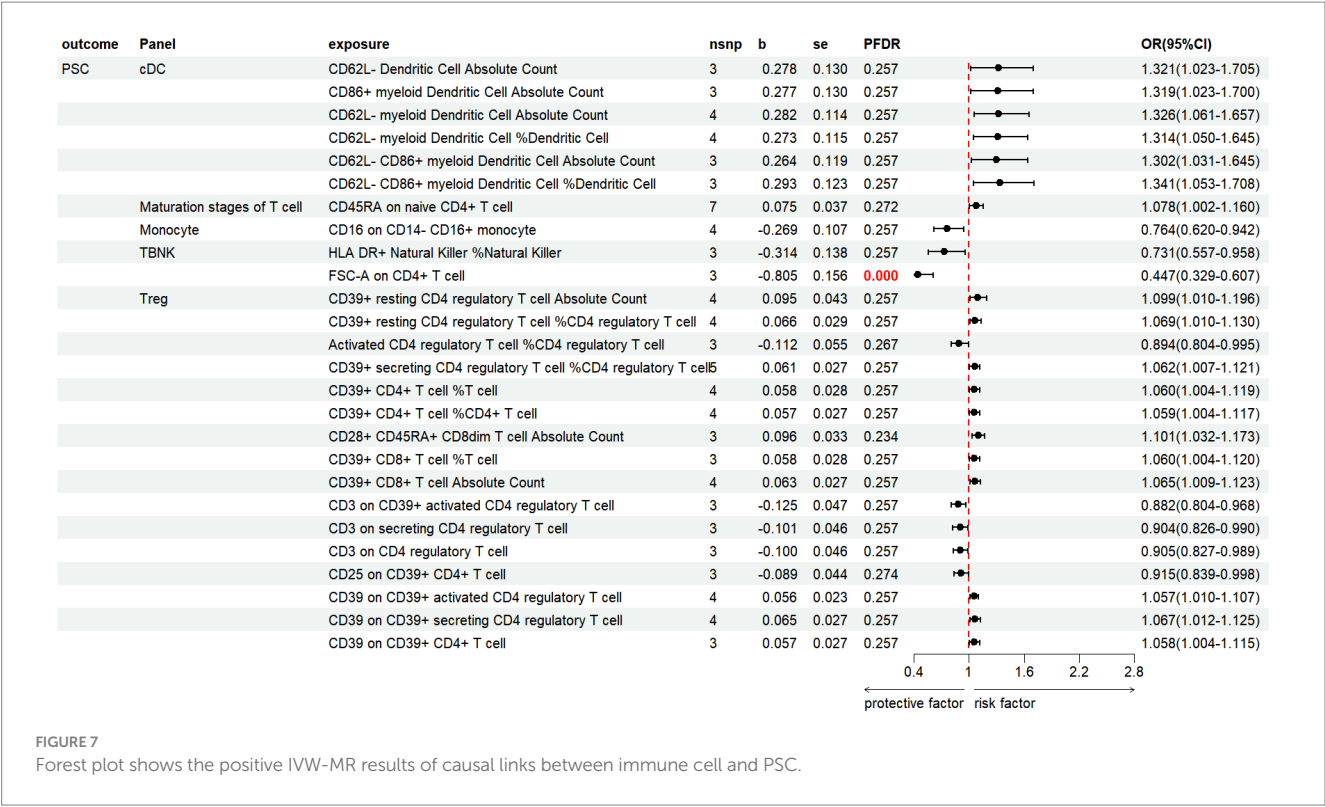 outcome Panel exposure nsnp b se PFDR OR(95%CI)
PSC cDC CD62L- Dendritic Cell Absolute Count 3 0.278 0.130 0.257 1.321(1.023-1.705)
CD86+ myeloid Dendritic Cell Absolute Count 3 0.277 0.130 0.257 1.319(1.023-1.700)
CD62L- myeloid Dendritic Cell Absolute Count 4 0.282 0.114 0.257 1.326(1.061-1.657)
CD62L- myeloid Dendritic Cell %Dendritic Cell 4 0.273 0.115 0.257 1.314(1.050-1.645)
CD62L- CD86+ myeloid Dendritic Cell Absolute Count 3 0.264 0.119 0.257 1.302(1.031-1.645)
CD62L- CD86+ myeloid Dendritic Cell %Dendritic Cell 3 0.293 0.123 0.257 1.341(1.053-1.708)
Maturation stages of T cell CD45RA on naive CD4+ T cell 7 0.075 0.037 0.272 1.078(1.002-1.160)
Monocyte CD16 on CD14- CD16+ monocyte 4 -0.269 0.107 0.257 0.764(0.620-0.942)
TBNK HLA DR+ Natural Killer %Natural Killer 3 -0.314 0.138 0.257 0.731(0.557-0.958)
FSC-A on CD4+ T cell 3 -0.805 0.156 0.000 0.447(0.329-0.607)
Treg CD39+ resting CD4 regulatory T cell Absolute Count 4 0.095 0.043 0.257 1.099(1.010-1.196)
CD39+ resting CD4 regulatory T cell %CD4 regulatory T cell 4 0.066 0.029 0.257 1.069(1.010-1.130)
Activated CD4 regulatory T cell %CD4 regulatory T cell 3 -0.112 0.055 0.267 0.894(0.804-0.995)
CD39+ secreting CD4 regulatory T cell %CD4 regulatory T cell 5 0.061 0.027 0.257 1.062(1.007-1.121)
CD39+ CD4+ T cell %T cell 4 0.058 0.028 0.257 1.060(1.004-1.119)
CD39+ CD4+ T cell %CD4+ T cell 4 0.057 0.027 0.257 1.059(1.004-1.117)
CD28+ CD45RA+ CD8dim T cell Absolute Count 3 0.096 0.033 0.234 1.101(1.032-1.173)
CD39+ CD8+ T cell %T cell 3 0.058 0.028 0.257 1.060(1.004-1.120)
CD39+ CD8+ T cell Absolute Count 4 0.063 0.027 0.257 1.065(1.009-1.123)
CD3 on CD39+ activated CD4 regulatory T cell 3 -0.125 0.047 0.257 0.882(0.804-0.968)
CD3 on secreting CD4 regulatory T cell 3 -0.101 0.046 0.257 0.904(0.826-0.990)
CD3 on CD4 regulatory T cell 3 -0.100 0.046 0.257 0.905(0.827-0.989)
CD25 on CD39+ CD4+ T cell 3 -0.089 0.044 0.274 0.915(0.839-0.998)
CD39 on CD39+ activated CD4 regulatory T cell 4 0.056 0.023 0.257 1.057(1.010-1.107)
CD39 on CD39+ secreting CD4 regulatory T cell 4 0.065 0.027 0.257 1.067(1.012-1.125)
CD39 on CD39+ CD4+ T cell 3 0.057 0.027 0.257 1.058(1.004-1.115)
0.4 1 1.6 2.2 2.8
protective factor risk factor
FIGURE 7
Forest plot shows the positive IVW-MR results of causal links between immune cell and PSC.